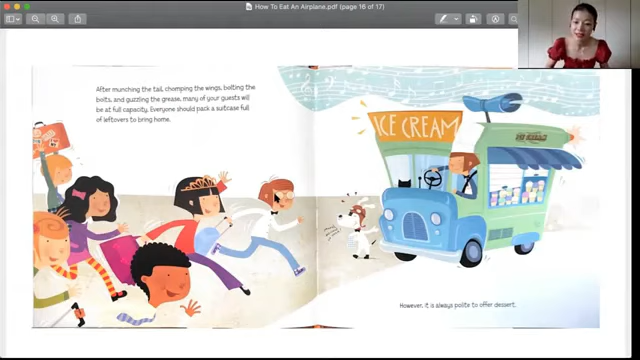 How To Eat An Airplane.pdf (page 16 of 17)
After munching the tail, chomping the wings, bolting the
bolts, and guzzling the grease, many of your guests will
be at full capacity. Everyone should pack a suitcase full
of leftovers to bring home.
ICE CREAM
However, it is always polite to offer dessert.